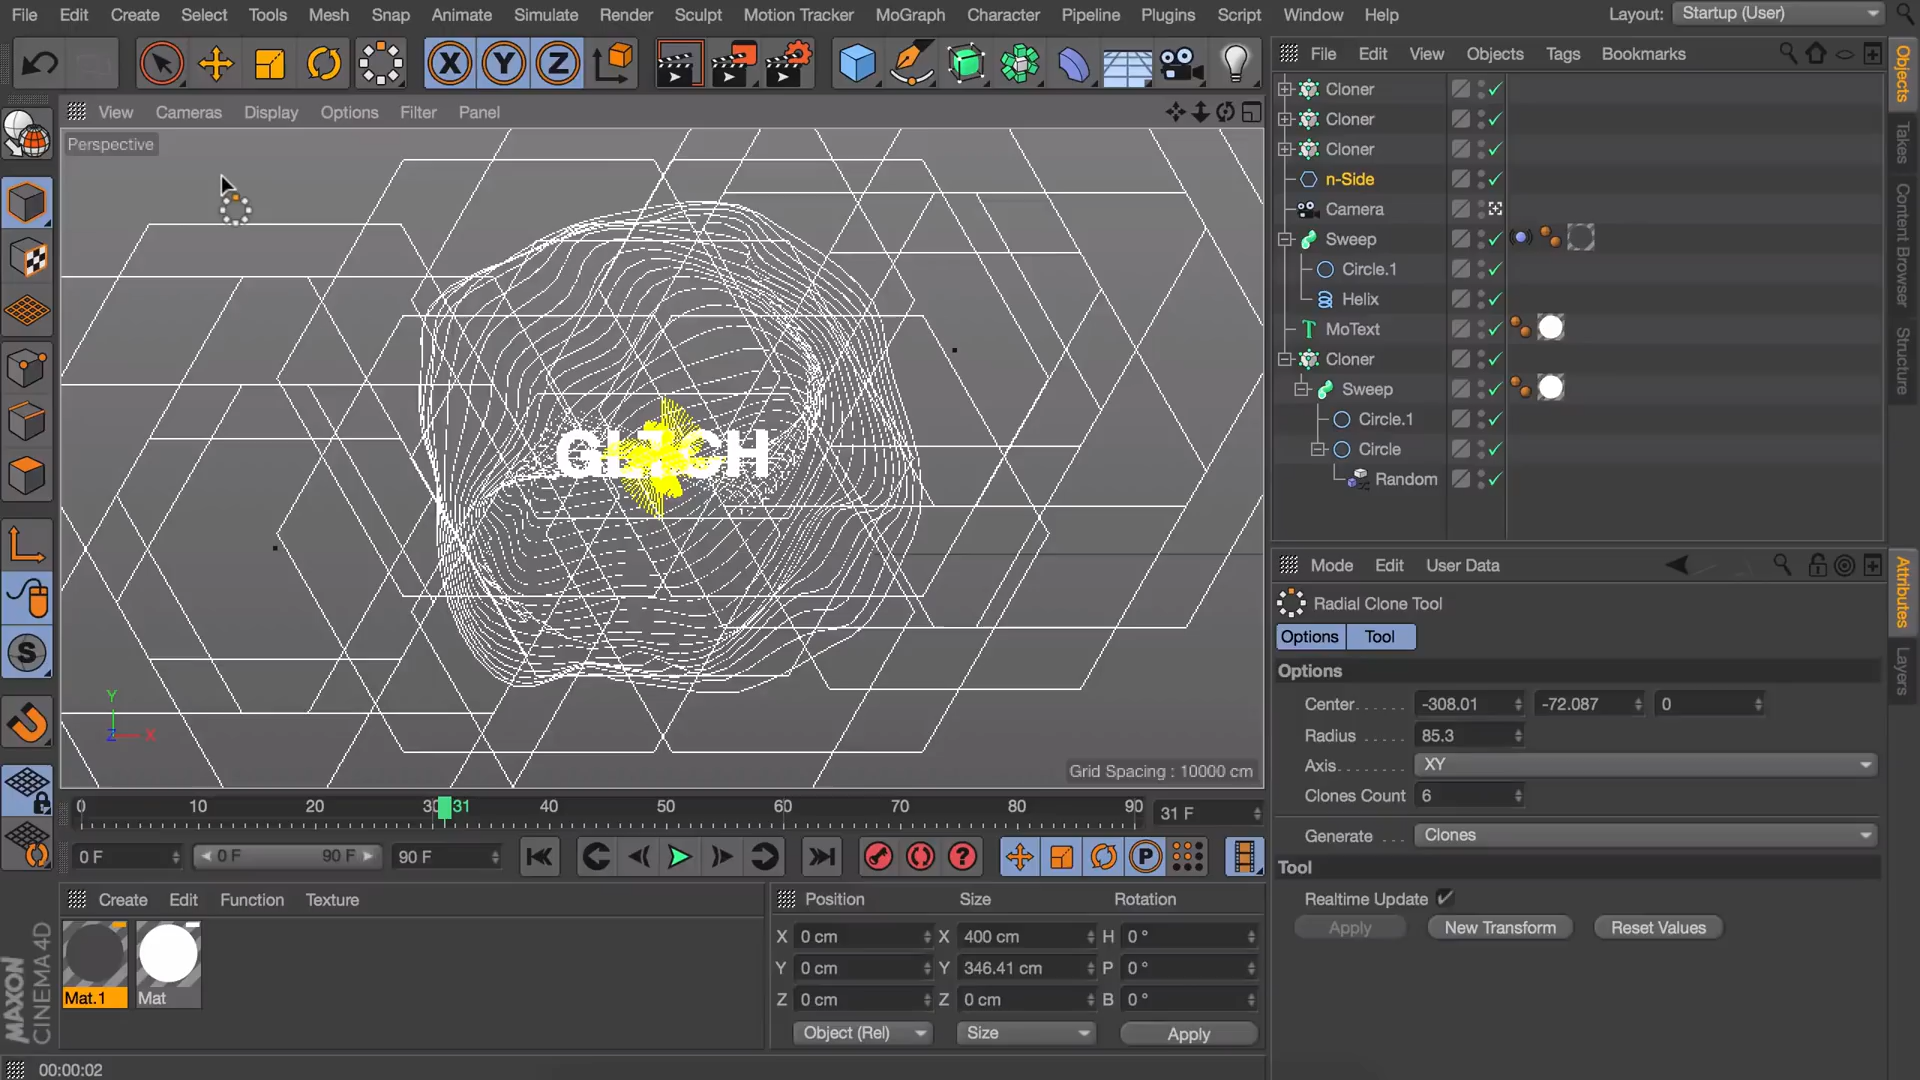 File Edit Create Select Tools Mesh Snap Animate Simulate Render Sculpt Motion Tracker MoGraph Character Pipeline Plugins Script Window Help Layout: Startup (User)
X Y Z
File Edit View Objects Tags Bookmarks
Objects
Takes
Content Browser
Structure
View Cameras Display Options Filter Panel
Perspective
Cloner
Cloner
Cloner
n-Side
Camera
Sweep
Circle.1
Helix
MoText
Cloner
Sweep
Circle.1
Circle
Random
Y
Z X
Grid Spacing : 10000 cm
S
Mode Edit User Data
Attributes
Layers
Radial Clone Tool
Options Tool
Options
Center -308.01 -72.087 0
Radius 85.3
Axis XY
Clones Count 6
Generate Clones
Tool
Realtime Update
Apply New Transform Reset Values
0 10 20 30 31 40 50 60 70 80 90 31 F
0 F 0 F 90 F 90 F
P
Create Edit Function Texture
Mat.1 Mat
Position Size Rotation
X 0 cm X 400 cm H 0 °
Y 0 cm Y 346.41 cm P 0 °
Z 0 cm Z 0 cm B 0 °
Object (Rel) Size Apply
MAXON
CINEMA 4D
00:00:02